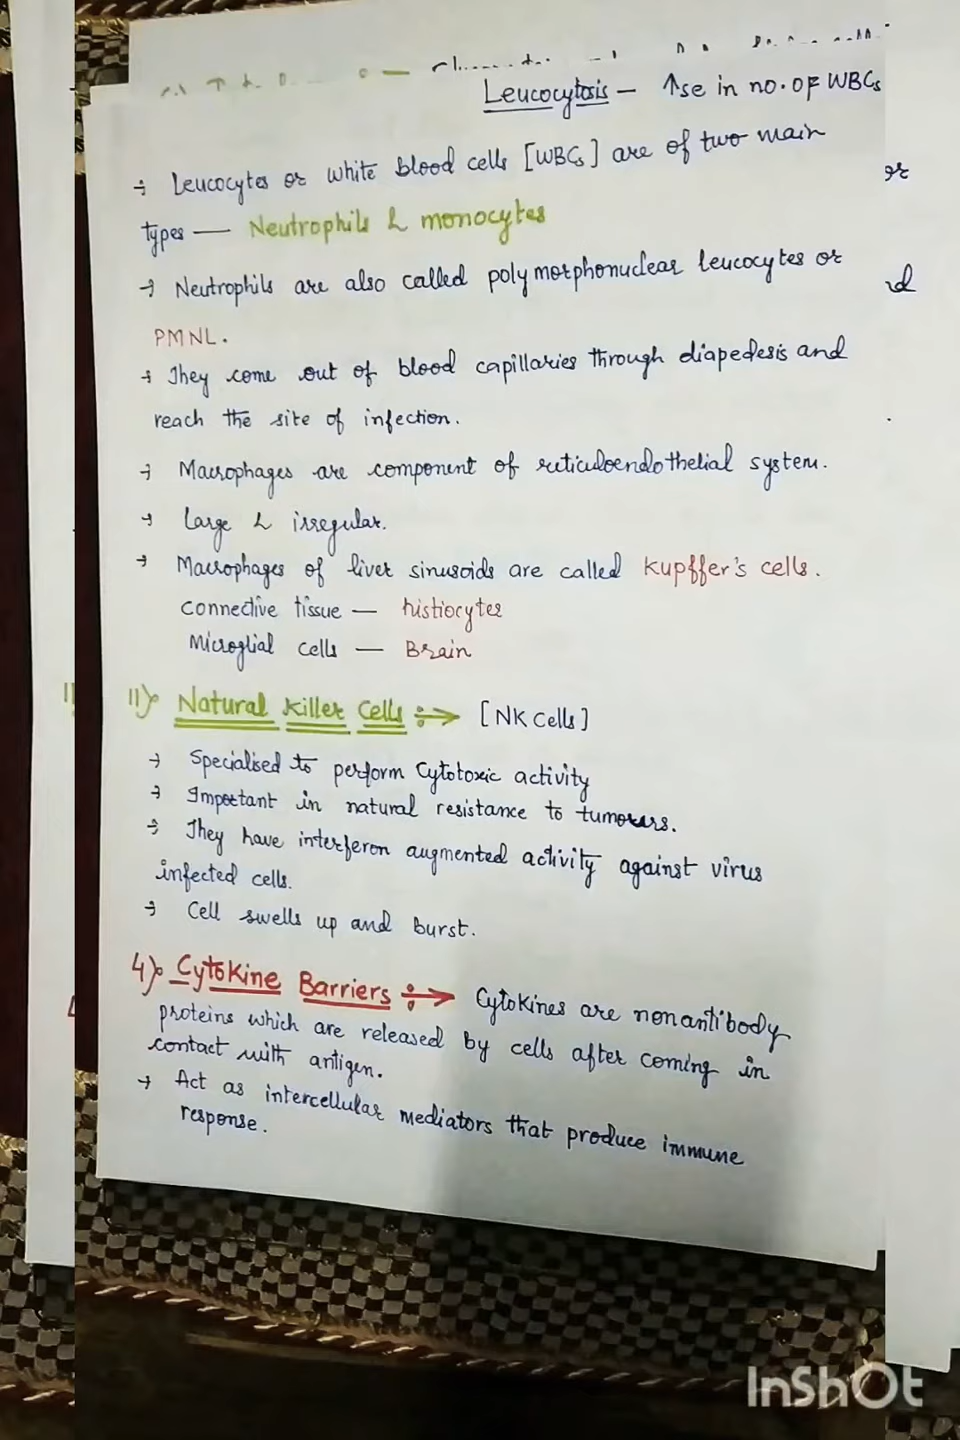 Leucocytosis – ↑se in no. of WBCs
→ Leucocytes or white blood cells [WBCs] are of two main
types — Neutrophils & monocytes
→ Neutrophils are also called polymorphonuclear leucocytes or
PMNL.
→ They come out of blood capillaries through diapedesis and
reach the site of infection.
→ Macrophages are component of reticuloendothelial system.
→ Large & irregular.
→ Macrophages of liver sinusoids are called Kupffer's cells.
Connective tissue — histiocytes
Microglial cells — Brain
11) Natural Killer Cells ÷→ [NK Cells]
→ Specialised to perform Cytotoxic activity
→ Important in natural resistance to tumours.
→ They have interferon augmented activity against virus
infected cells.
→ Cell swells up and burst.
4) Cytokine Barriers ÷→ Cytokines are nonantibody
proteins which are released by cells after coming in
contact with antigen.
→ Act as intercellular mediators that produce immune
response.
InShOt